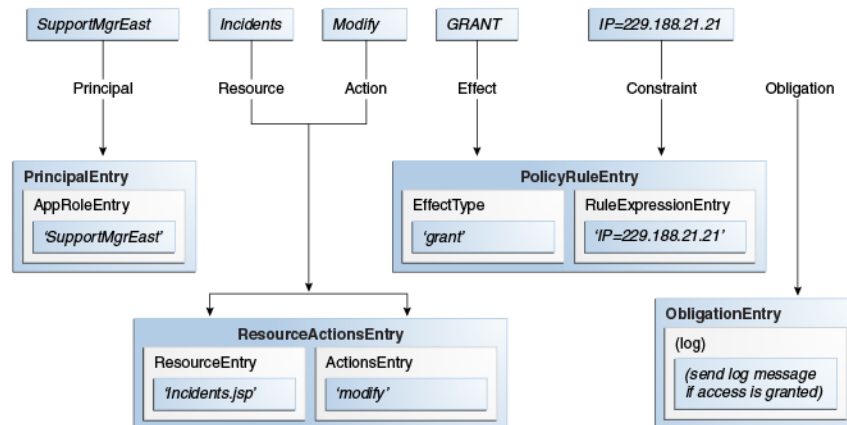 SupportMgrEast
Incidents
Modify
GRANT
IP=229.188.21.21
Principal
Resource
Action
Effect
Constraint
Obligation
PrincipalEntry
AppRoleEntry
‘SupportMgrEast’
PolicyRuleEntry
EffectType
‘grant’
RuleExpressionEntry
‘IP=229.188.21.21’
ResourceActionsEntry
ResourceEntry
‘Incidents.jsp’
ActionsEntry
‘modify’
ObligationEntry
(log)
(send log message
if access is granted)